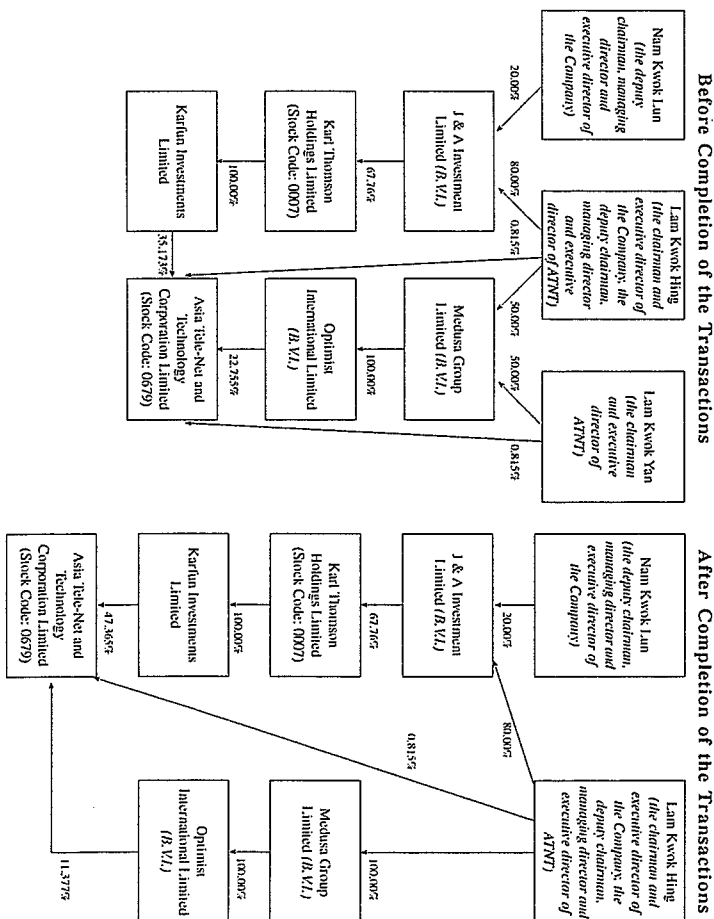 Before Completion of the Transactions
Nam Kwok Lun
(the deputy
chairman, managing
director and
executive director of
the Company)
Lam Kwok Hing
(the chairman and
executive director of
the Company, the
deputy chairman,
managing director
and executive
director of ATNT)
Lam Kwok Yan
(the chairman
and executive
director of
ATNT)
20.00%
80.00%
0.815%
50.00%
50.00%
0.815%
J & A Investment
Limited (B.V.I.)
Medusa Group
Limited (B.V.I.)
67.76%
100.00%
Karl Thomson
Holdings Limited
(Stock Code: 0007)
Optimist
International Limited
(B.V.I.)
100.00%
22.755%
Karfun Investments
Limited
35.173%
Asia Tele-Net and
Technology
Corporation Limited
(Stock Code: 0679)
After Completion of the Transactions
Nam Kwok Lun
(the deputy chairman,
managing director and
executive director of
the Company)
Lam Kwok Hing
(the chairman and
executive director of
the Company, the
deputy chairman,
managing director and
executive director of
ATNT)
20.00%
80.00%
0.815%
100.00%
J & A Investment
Limited (B.V.I.)
67.76%
Karl Thomson
Holdings Limited
(Stock Code: 0007)
Medusa Group
Limited (B.V.I.)
100.00%
100.00%
Karfun Investments
Limited
Optimist
International Limited
(B.V.I.)
47.365%
11.377%
Asia Tele-Net and
Technology
Corporation Limited
(Stock Code: 0679)